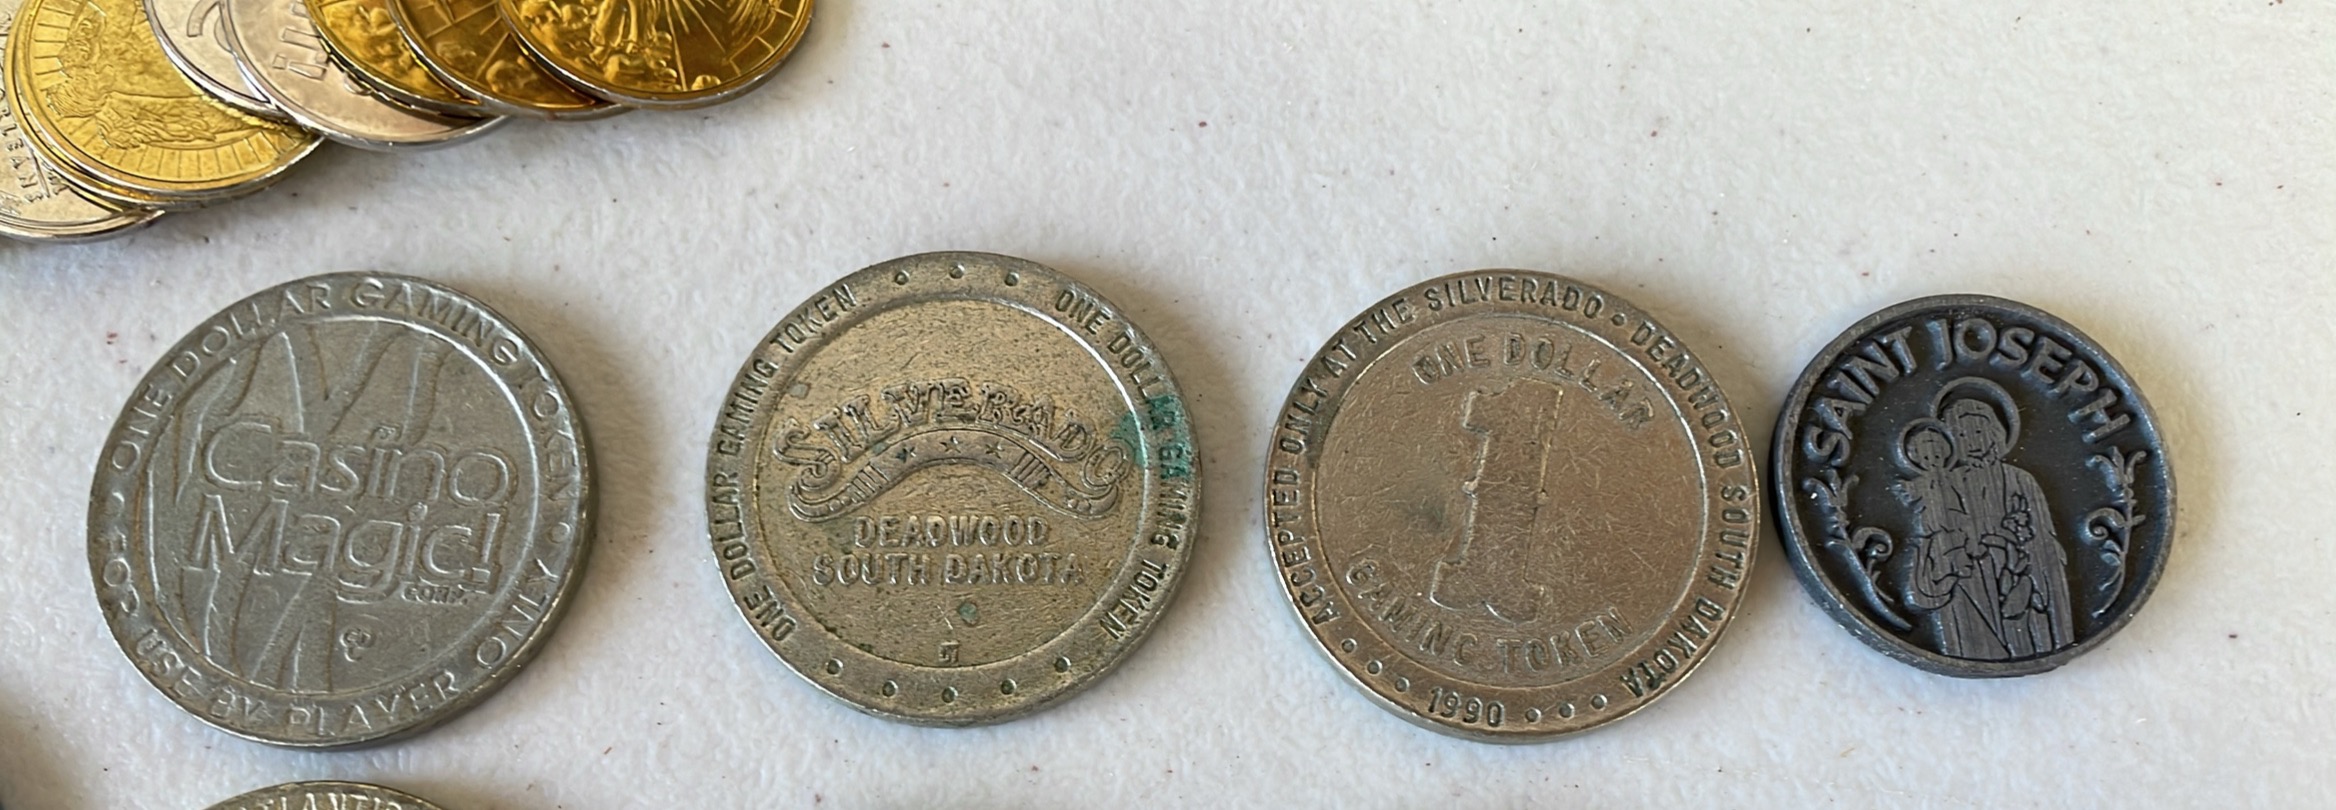 ONE DOLLAR GAMING TOKEN
Casino
Magic!
CORP.
FOR USE BY PLAYER ONLY
ONE DOLLAR GAMING TOKEN
ONE DOLLAR GAMING TOKEN
SILVERADO
DEADWOOD
SOUTH DAKOTA
ACCEPTED ONLY AT THE SILVERADO • DEADWOOD SOUTH DAKOTA
ONE DOLLAR
1
GAMING TOKEN
1990
SAINT JOSEPH
ATLANTIC